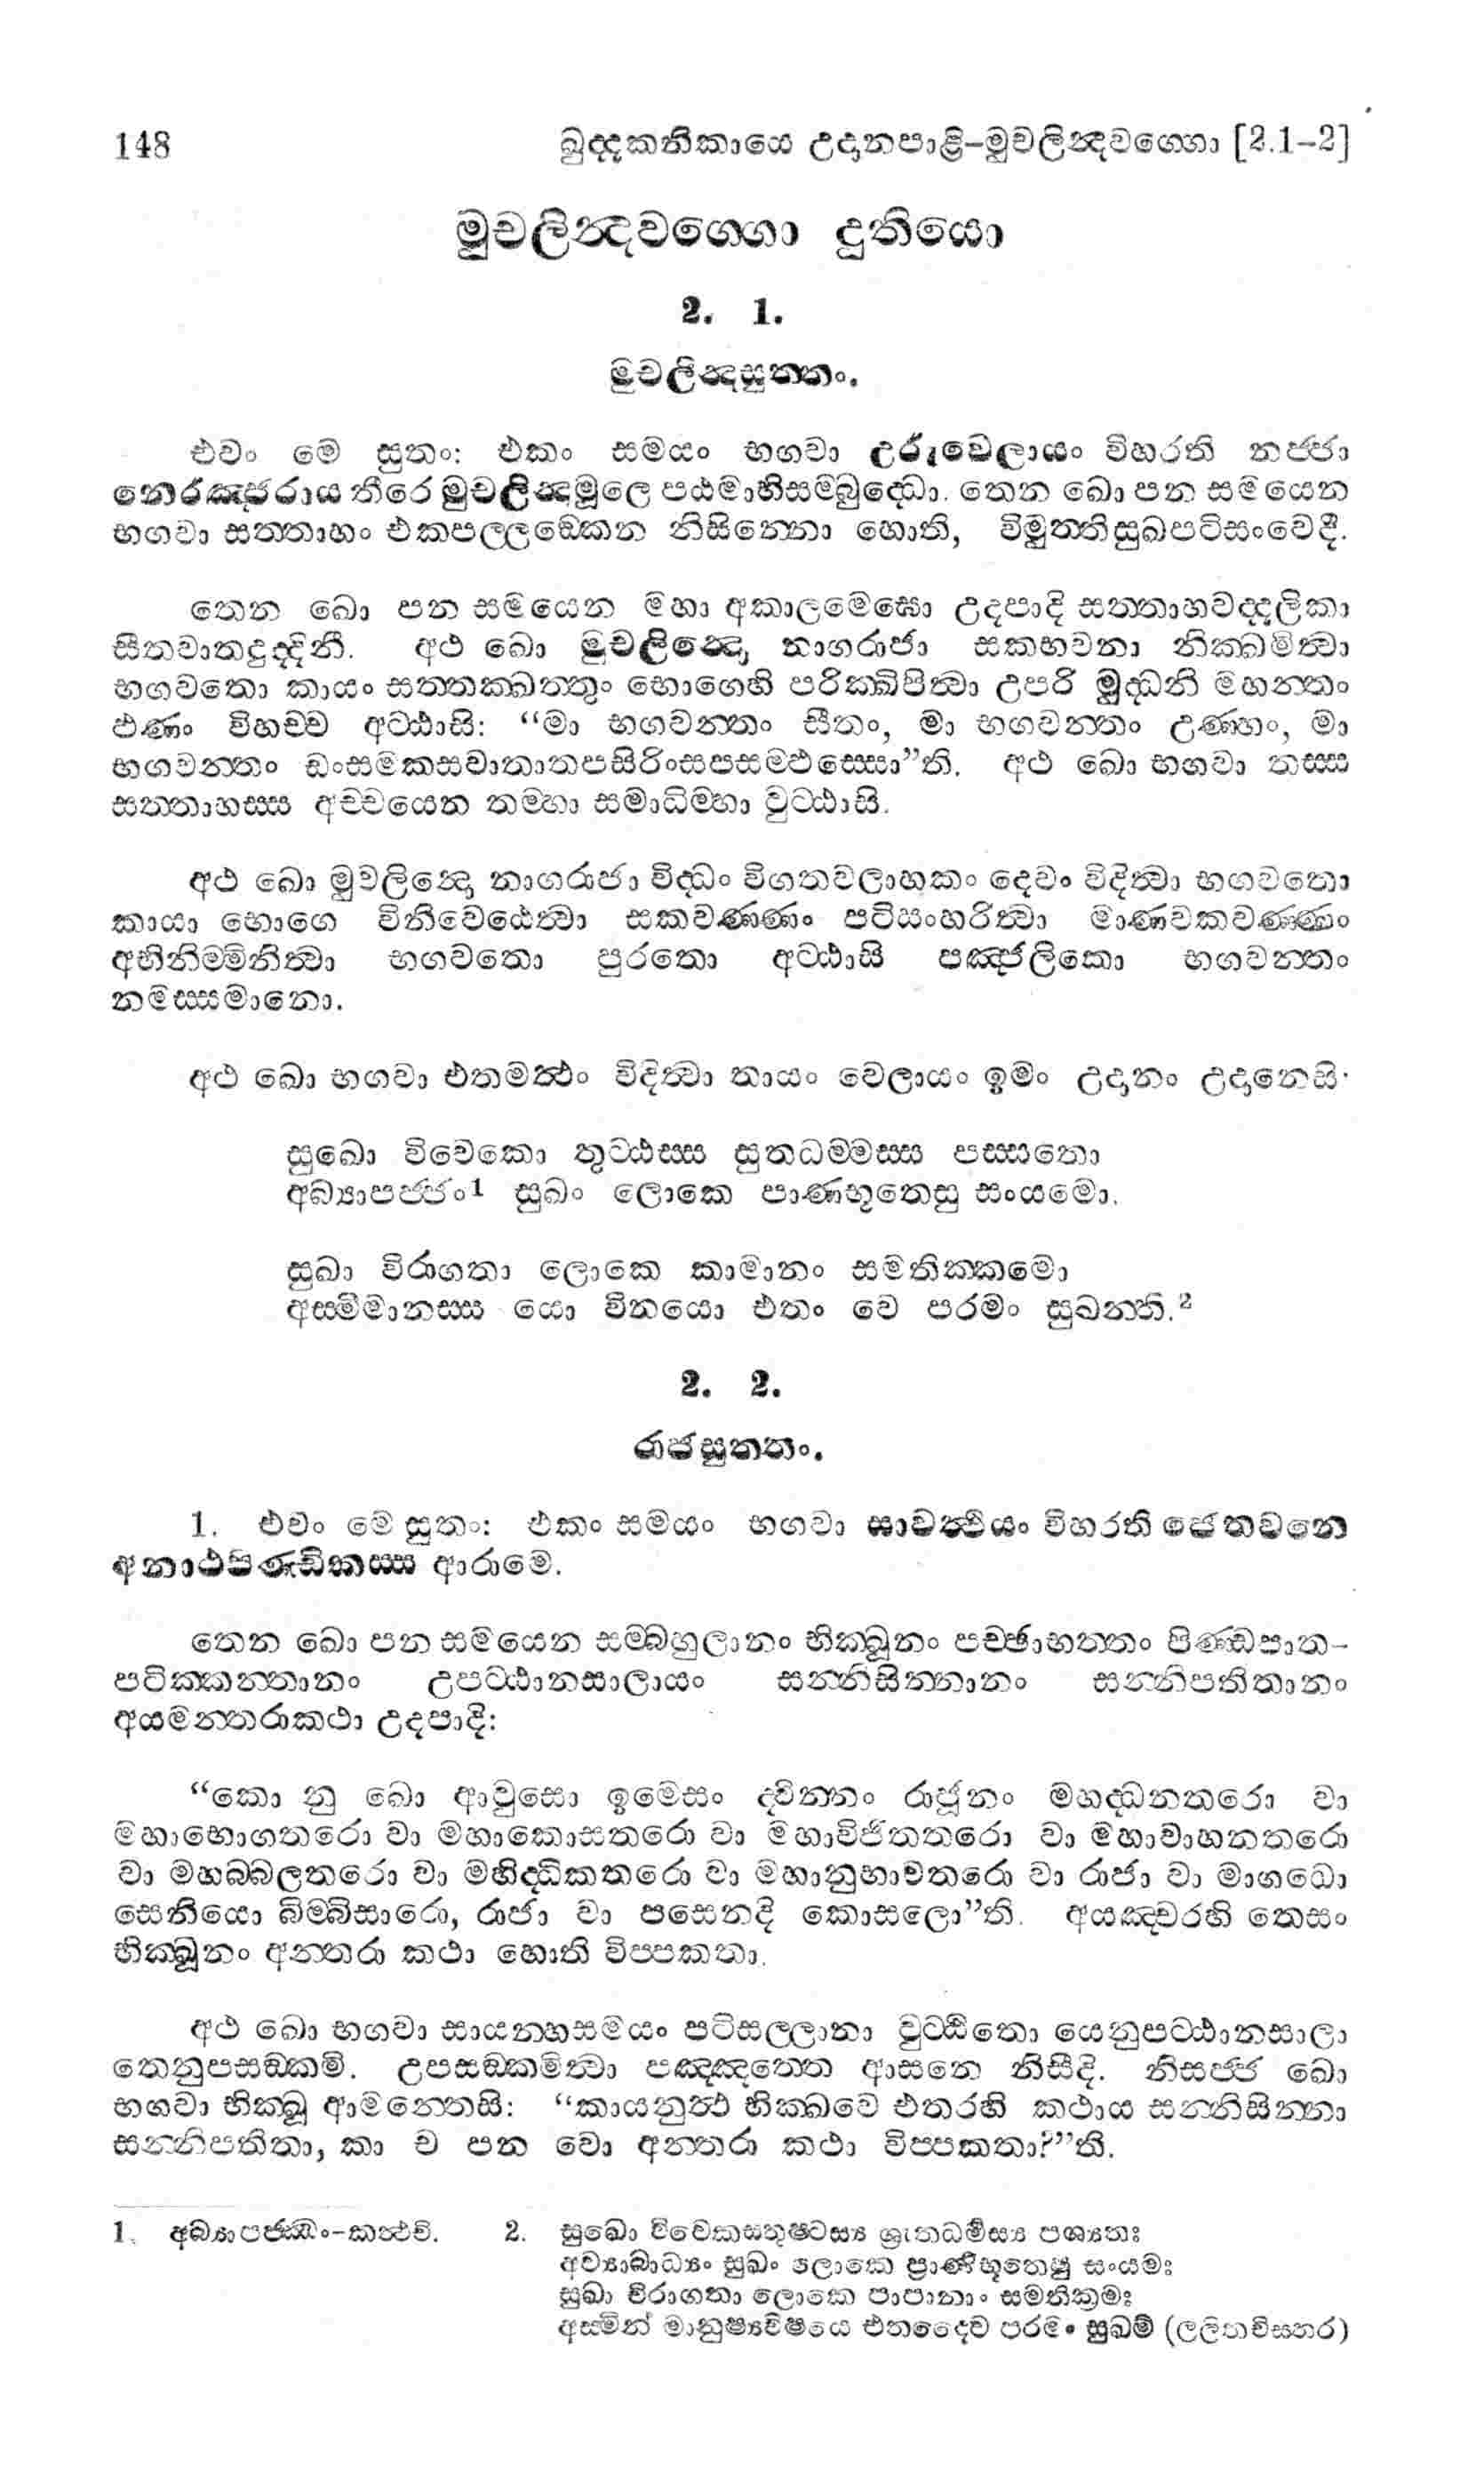 148 ඛුද්දකනිකායෙ උදානපාළි-මුචලින්දවග්ගො [2.1-2]
මුචලින්දවග්ගො දුතියො
2. 1.
මුචලින්දසුත්තං.
එවං මෙ සුතං: එකං සමයං භගවා උරුවෙලායං විහරති නජ්ජා
නෙරඤ්ජරාය තීරෙ මුචලින්දමූලෙ පඨමාභිසම්බුද්ධො. තෙන ඛො පන සමයෙන
භගවා සත්තාහං එකපල්ලඞ්කෙන නිසින්නො හොති, විමුත්තිසුඛපටිසංවෙදී.
තෙන ඛො පන සමයෙන මහා අකාලමෙඝො උදපාදි සත්තාහවද්දලිකා
සීතවාතදුද්දිනී. අථ ඛො මුචලින්දො නාගරාජා සකභවනා නික්ඛමිත්වා
භගවතො කායං සත්තක්ඛත්තුං භොගෙහි පරික්ඛිපිත්වා උපරි මුද්ධනි මහන්තං
ඵණං විහච්ච අට්ඨාසි: “මා භගවන්තං සීතං, මා භගවන්තං උණ්හං, මා
භගවන්තං ඩංසමකසවාතාතපසිරිංසපසම්ඵස්සො”ති. අථ ඛො භගවා තස්ස
සත්තාහස්ස අච්චයෙන තම්හා සමාධිම්හා වුට්ඨාසි.
අථ ඛො මුචලින්දො නාගරාජා විද්ධං විගතවලාහකං දෙවං විදිත්වා භගවතො
කායා භොගෙ විනිවෙඨෙත්වා සකවණ්ණං පටිසංහරිත්වා මාණවකවණ්ණං
අභිනිම්මිනිත්වා භගවතො පුරතො අට්ඨාසි පඤ්ජලිකො භගවන්තං
නමස්සමානො.
අථ ඛො භගවා එතමත්ථං විදිත්වා තායං වෙලායං ඉමං උදානං උදානෙසි.
සුඛො විවෙකො තුට්ඨස්ස සුතධම්මස්ස පස්සතො
අබ්‍යාපජ්ජං1 සුඛං ලොකෙ පාණභූතෙසු සංයමො.
සුඛා විරාගතා ලොකෙ කාමානං සමතික්කමො
අස්මිමානස්ස යො විනයො එතං වෙ පරමං සුඛන්ති.2
2. 2.
රාජසුත්තං.
1. එවං මෙ සුතං: එකං සමයං භගවා සාවත්ථියං විහරති ජෙතවනෙ
අනාථපිණ්ඩිකස්ස ආරාමෙ.
තෙන ඛො පන සමයෙන සම්බහුලානං භික්ඛූනං පච්ඡාභත්තං පිණ්ඩපාත-
පටික්කන්තානං උපට්ඨානසාලායං සන්නිසින්නානං සන්නිපතිතානං
අයමන්තරාකථා උදපාදි:
“කො නු ඛො ආවුසො ඉමෙසං ද්වින්නං රාජූනං මහද්ධනතරො වා
මහාභොගතරො වා මහාකොසතරො වා මහාවිජිතතරො වා මහාවාහනතරො
වා මහබ්බලතරො වා මහිද්ධිකතරො වා මහානුභාවතරො වා රාජා වා මාගධො
සෙනියො බිම්බිසාරො, රාජා වා පසෙනදි කොසලො”ති. අයඤ්චරහි තෙසං
භික්ඛූනං අන්තරා කථා හොති විප්පකතා.
අථ ඛො භගවා සායන්හසමයං පටිසල්ලානා වුට්ඨිතො යෙනුපට්ඨානසාලා
තෙනුපසඞ්කමි. උපසඞ්කමිත්වා පඤ්ඤත්තෙ ආසනෙ නිසීදි. නිසජ්ජ ඛො
භගවා භික්ඛූ ආමන්තෙසි: “කායනුත්ථ භික්ඛවෙ එතරහි කථාය සන්නිසින්නා
සන්නිපතිතා, කා ච පන වො අන්තරා කථා විප්පකතා?”ති.
1. අබ්‍යාපජ්ඣං-කත්ථචි. 2. සුඛො විවෙකස්තුෂ්ටස්‍ය ශ්‍රැතධර්මස්‍ය පශ්‍යතඃ
අව්‍යාබාධ්‍යං සුඛං ලොකෙ ප්‍රාණිභූතෙෂු සංයමඃ
සුඛා විරාගතා ලොකෙ පාපානාං සමතික්‍රමඃ
අස්මින් මානුෂ්‍යවිෂයෙ එතද්දෛව පරමං සුඛම් (ලලිතවිස්තර)